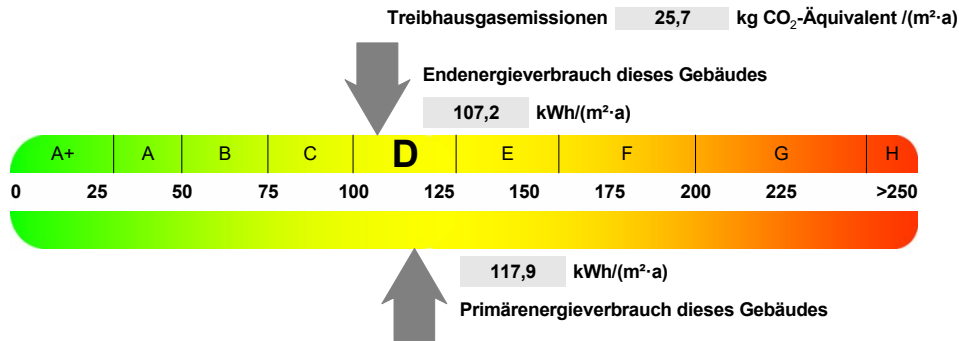 Treibhausgasemissionen 25,7 kg CO₂-Äquivalent /(m²·a)
Endenergieverbrauch dieses Gebäudes
107,2 kWh/(m²·a)
A+ A B C D E F G H
0 25 50 75 100 125 150 175 200 225 >250
117,9 kWh/(m²·a)
Primärenergieverbrauch dieses Gebäudes